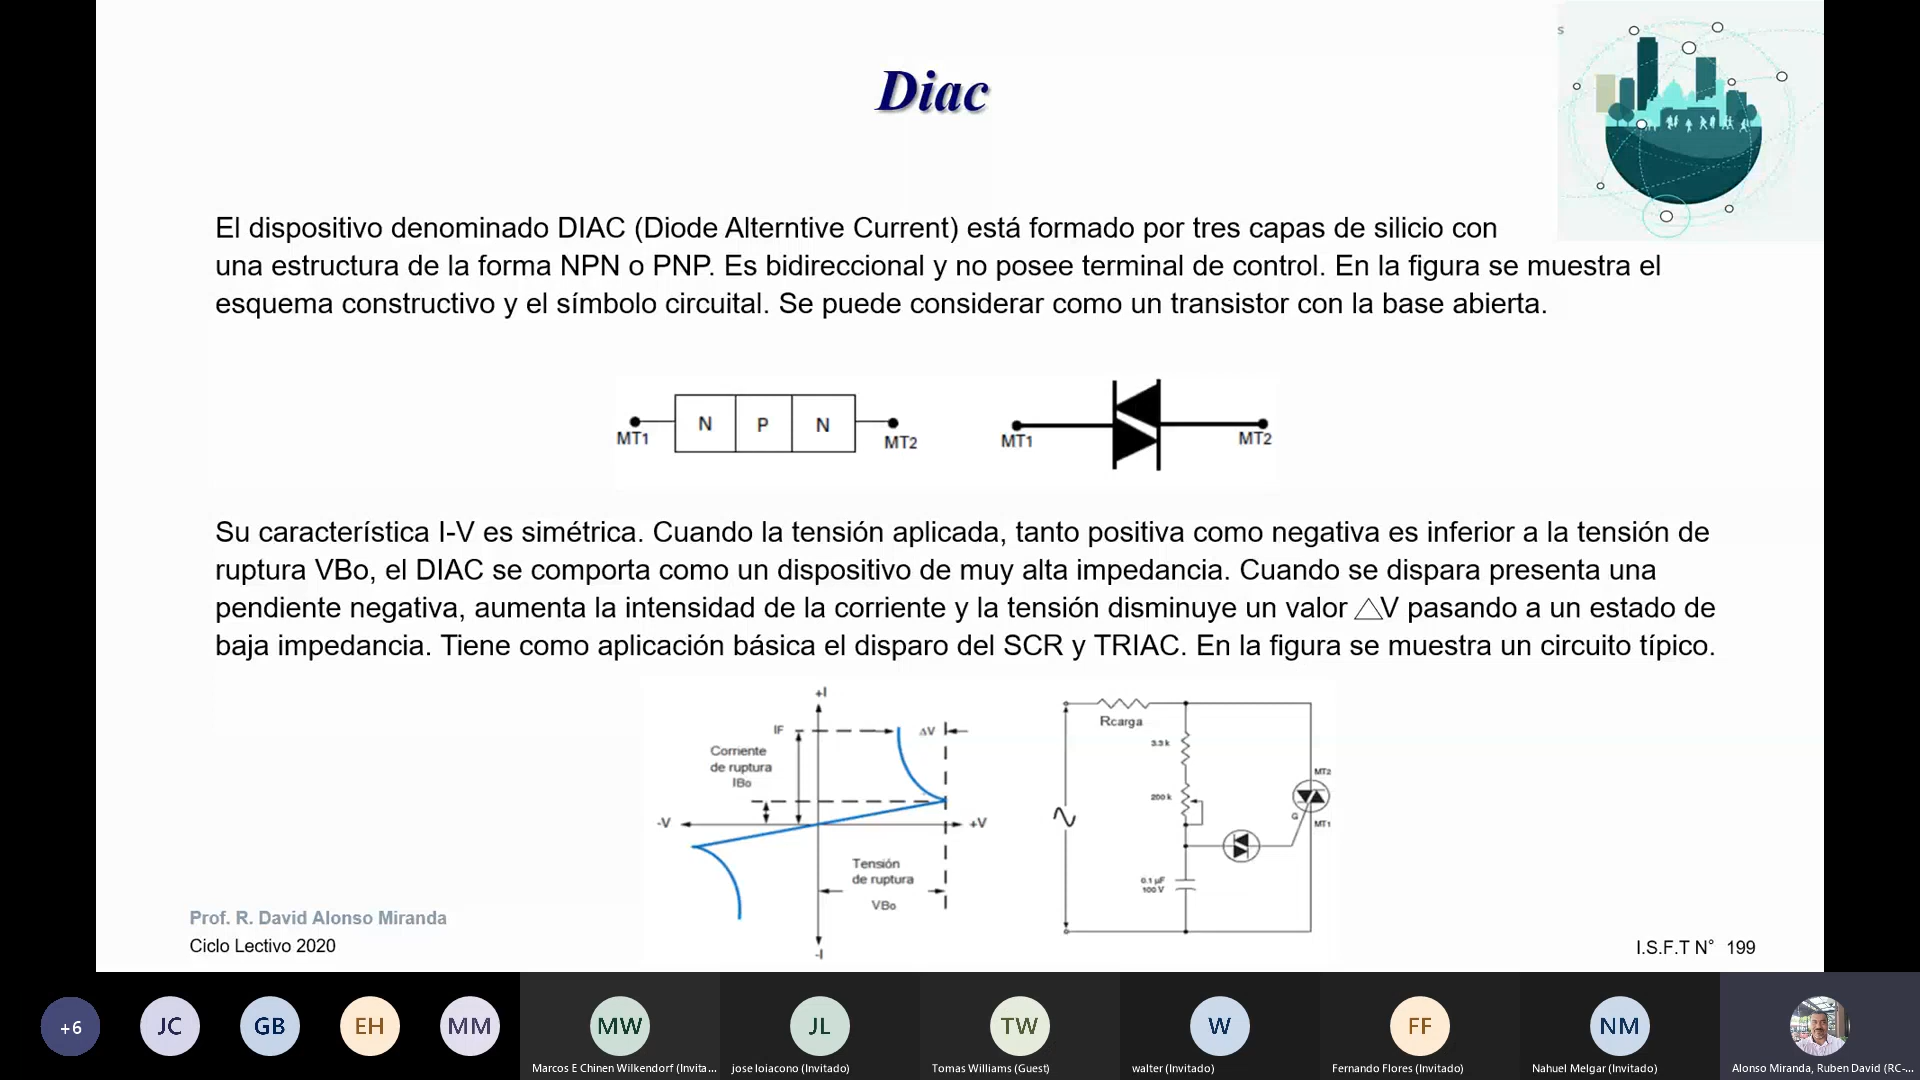 s
Diac
El dispositivo denominado DIAC (Diode Alterntive Current) está formado por tres capas de silicio con
una estructura de la forma NPN o PNP. Es bidireccional y no posee terminal de control. En la figura se muestra el
esquema constructivo y el símbolo circuital. Se puede considerar como un transistor con la base abierta.
N P N
MT1 MT2
MT1 MT2
Su característica I-V es simétrica. Cuando la tensión aplicada, tanto positiva como negativa es inferior a la tensión de
ruptura VBo, el DIAC se comporta como un dispositivo de muy alta impedancia. Cuando se dispara presenta una
pendiente negativa, aumenta la intensidad de la corriente y la tensión disminuye un valor △V pasando a un estado de
baja impedancia. Tiene como aplicación básica el disparo del SCR y TRIAC. En la figura se muestra un circuito típico.
+I
IF
ΔV
Corriente
de ruptura
IBo
-V
+V
Tensión
de ruptura
VBo
-I
Rcarga
3.3 k
200 k
MT2
G
MT1
0.1 µF
100 V
Prof. R. David Alonso Miranda
Ciclo Lectivo 2020
I.S.F.T N° 199
+6
JC
GB
EH
MM
MW
JL
TW
W
FF
NM
Marcos E Chinen Wilkendorf (Invita...
jose loiacono (Invitado)
Tomas Williams (Guest)
walter (Invitado)
Fernando Flores (Invitado)
Nahuel Melgar (Invitado)
Alonso Miranda, Ruben David (RC-...